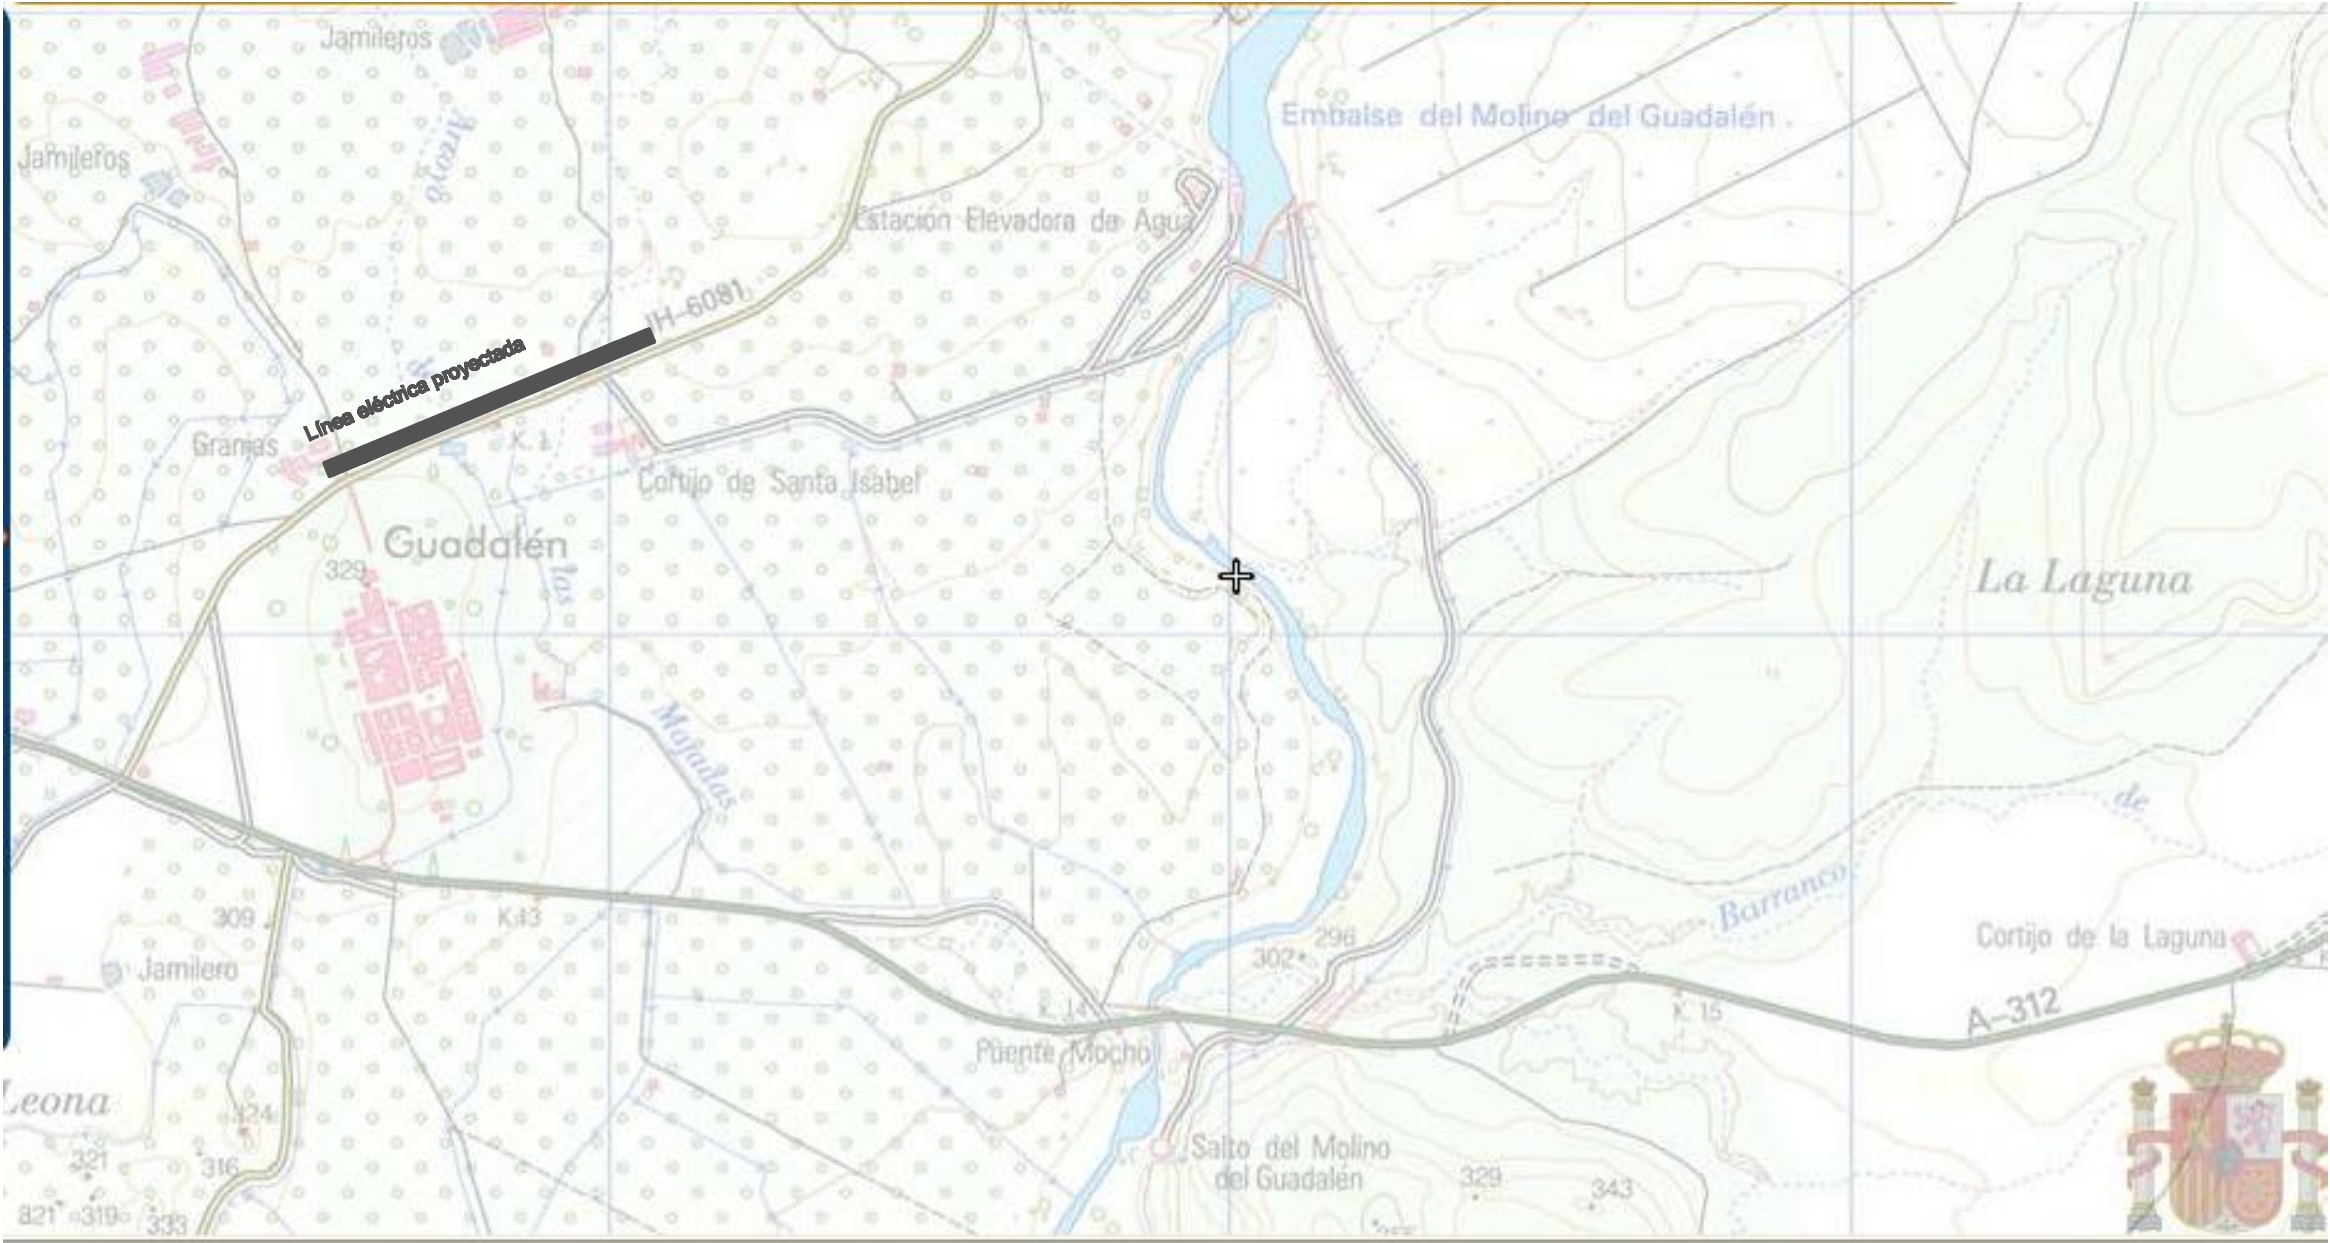 Jamileros
Embalse del Molino del Guadalén
Jamileros
Arroyo
Estación Elevadora de Agua
JH-6081
Línea eléctrica proyectada
de
Granjas
K. 1
Cortijo de Santa Isabel
Guadalén
329
las
La Laguna
Majadas
de
Barranco
309
K.13
296
302
Cortijo de la Laguna
Jamilero
K. 14
K. 15
A-312
Puente Mocho
Leona
324
Salto del Molino
del Guadalén
321
316
329
343
321
319
333